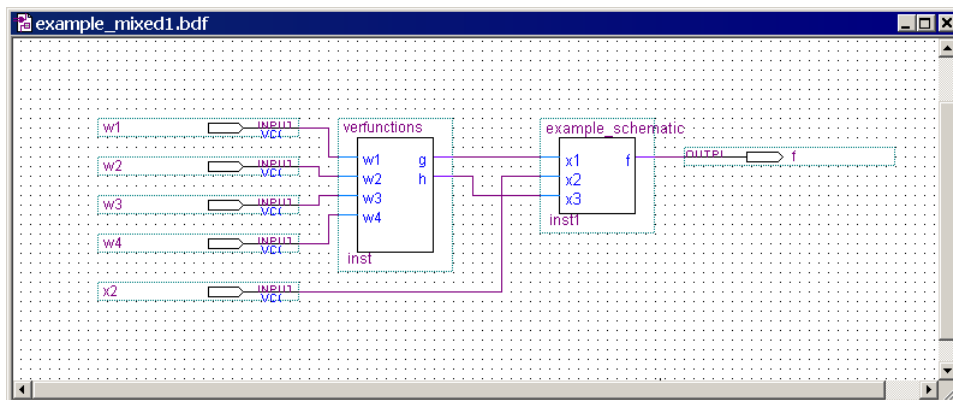 example_mixed1.bdf
w1
INPUT
VCC
verfunctions
example_schematic
w1
g
x1
f
OUTPUT
f
w2
INPUT
VCC
w2
h
x2
w3
INPUT
VCC
w3
x3
w4
inst1
w4
INPUT
VCC
inst
x2
INPUT
VCC